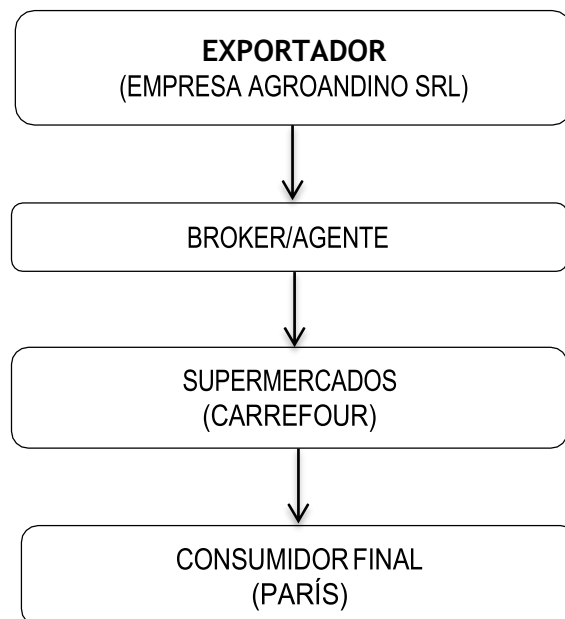 EXPORTADOR
(EMPRESA AGROANDINO SRL)
BROKER/AGENTE
SUPERMERCADOS
(CARREFOUR)
CONSUMIDOR FINAL
(PARÍS)